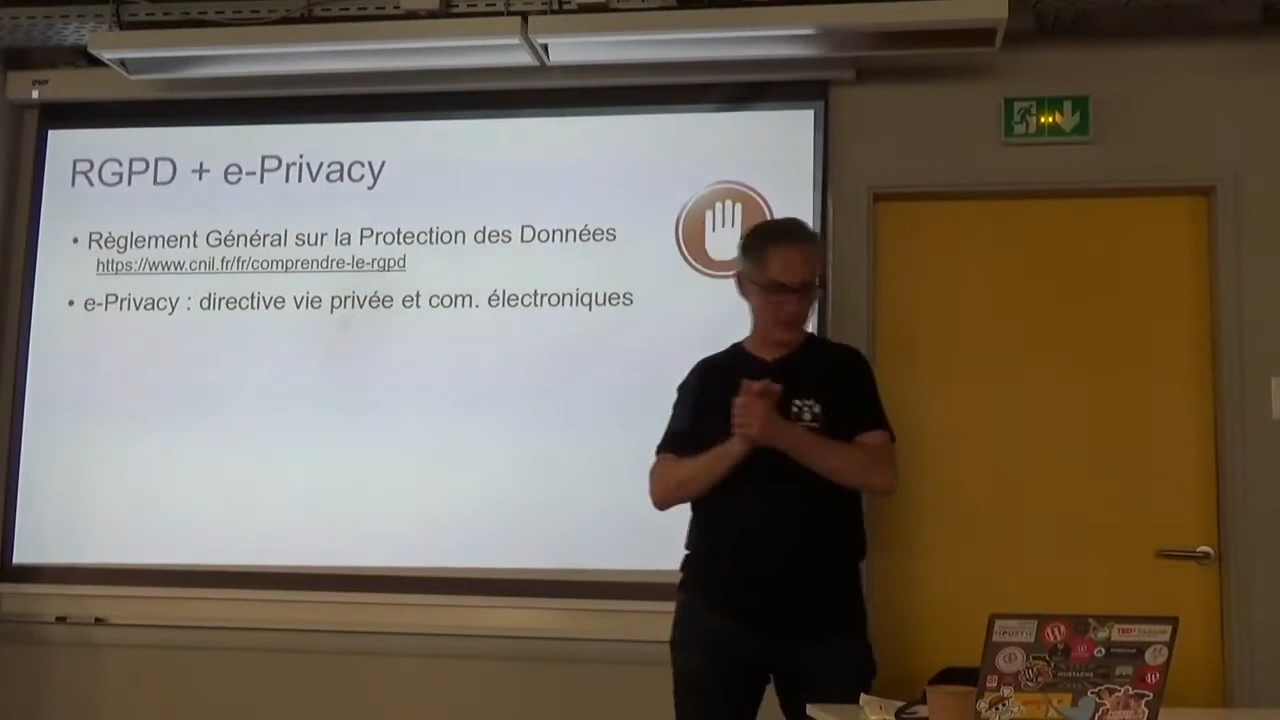 RGPD + e-Privacy
• Règlement Général sur la Protection des Données
https://www.cnil.fr/fr/comprendre-le-rgpd
• e-Privacy : directive vie privée et com. électroniques
MUSTACHE